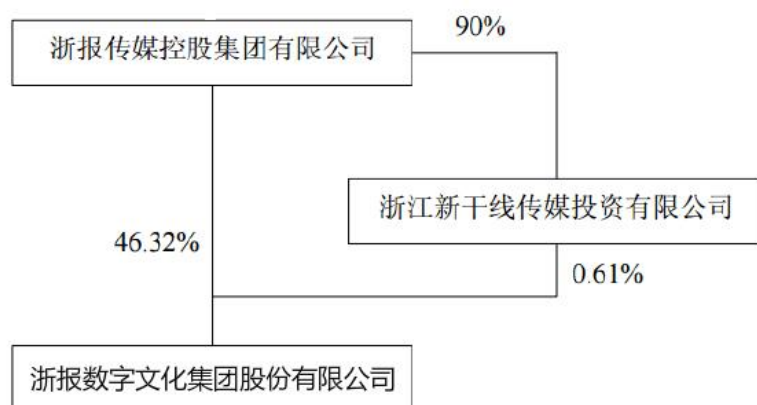 浙报传媒控股集团有限公司
90%
浙江新干线传媒投资有限公司
46.32%
0.61%
浙报数字文化集团股份有限公司